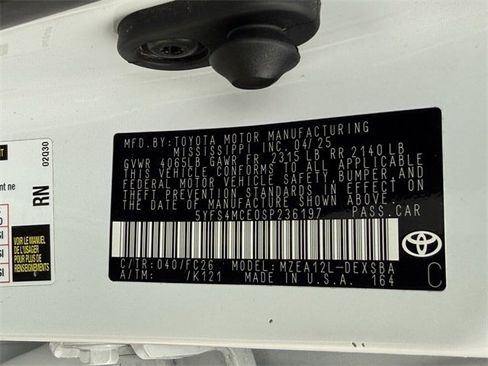 MFD.BY:TOYOTA MOTOR MANUFACTURING
MISSISSIPPI INC. 04/25
GVWR 4065LB GAWR FR 2315 LB RR 2140 LB
THIS VEHICLE CONFORMS TO ALL APPLICABLE
FEDERAL MOTOR VEHICLE SAFETY, BUMPER, AND
THEFT PREVENTION STANDARDS IN EFFECT ON
THE DATE OF MANUFACTURE SHOWN ABOVE.
5YFS4MCE0SP236197 PASS.CAR
C/TR: 040/FC26 MODEL: MZEA12L-DEXSBA
A/TM: /K121 MADE IN U.S.A. 164
C
02Q30
RN
ant ne
VOIR LE MANUEL
DE L'USAGER
POUR PLUS DE
RENSEIGNEMENTS